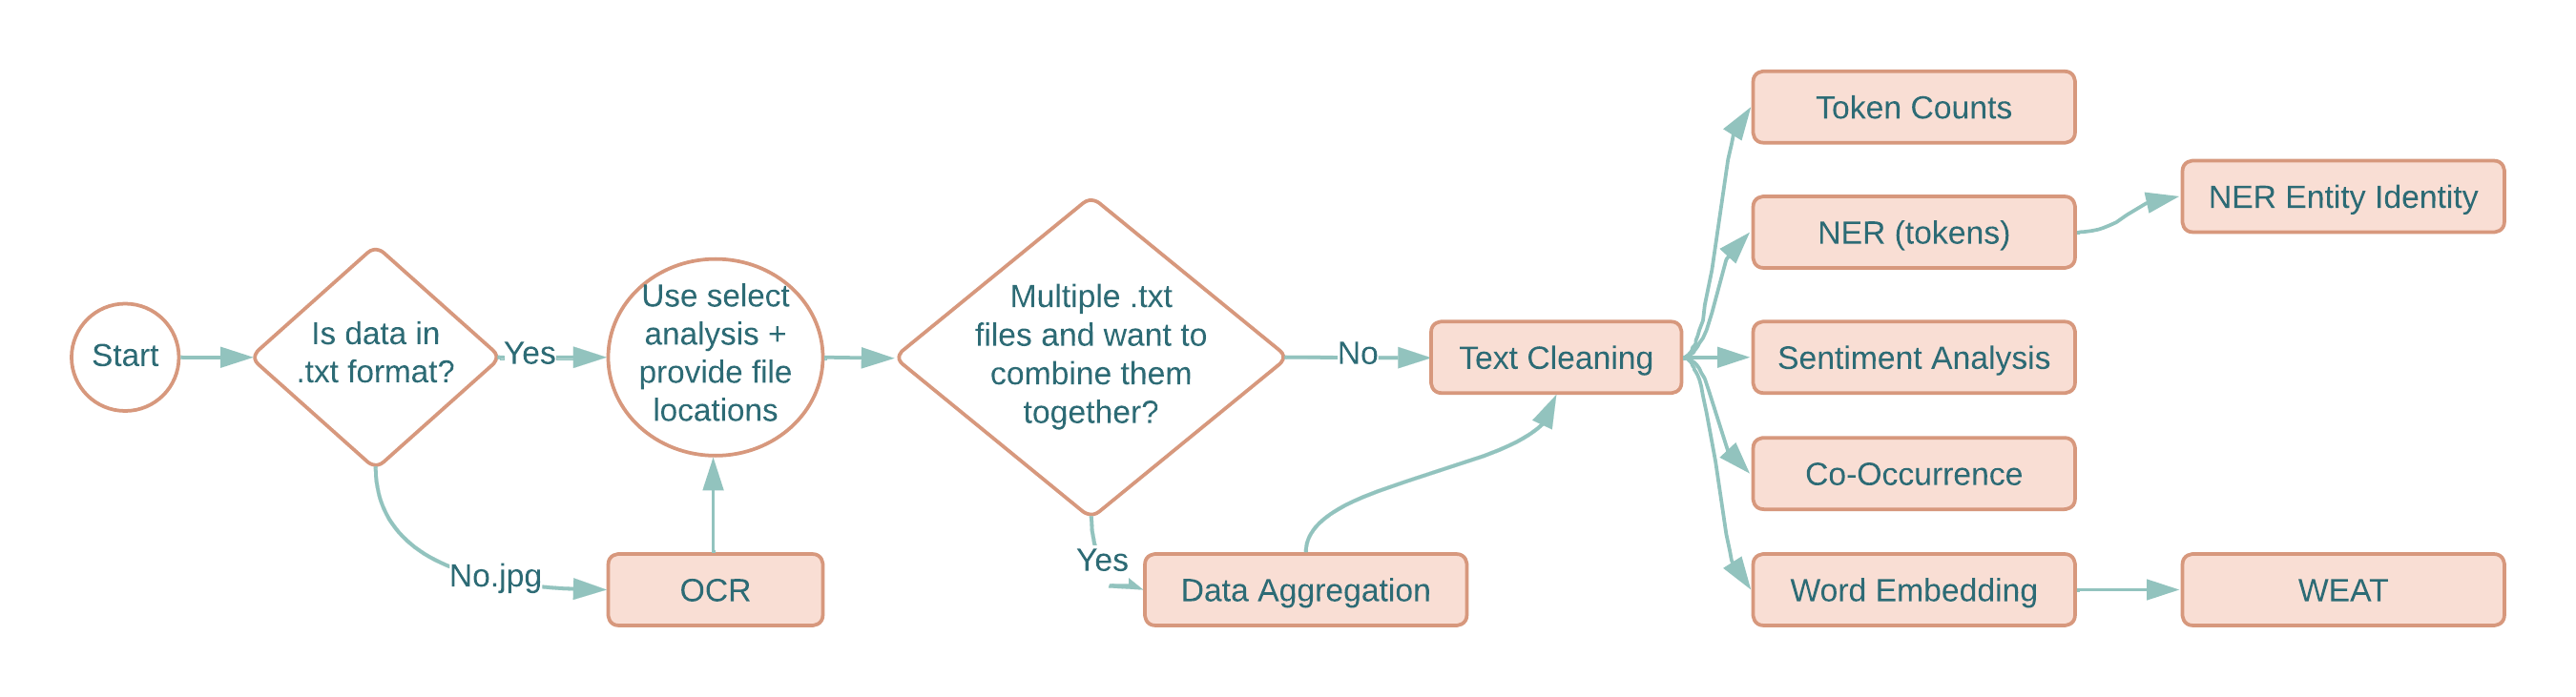 Start
Is data in
.txt format?
Yes
No.jpg
OCR
Use select
analysis +
provide file
locations
Multiple .txt
files and want to
combine them
together?
Yes
No
Data Aggregation
Text Cleaning
Token Counts
NER (tokens)
NER Entity Identity
Sentiment Analysis
Co-Occurrence
Word Embedding
WEAT